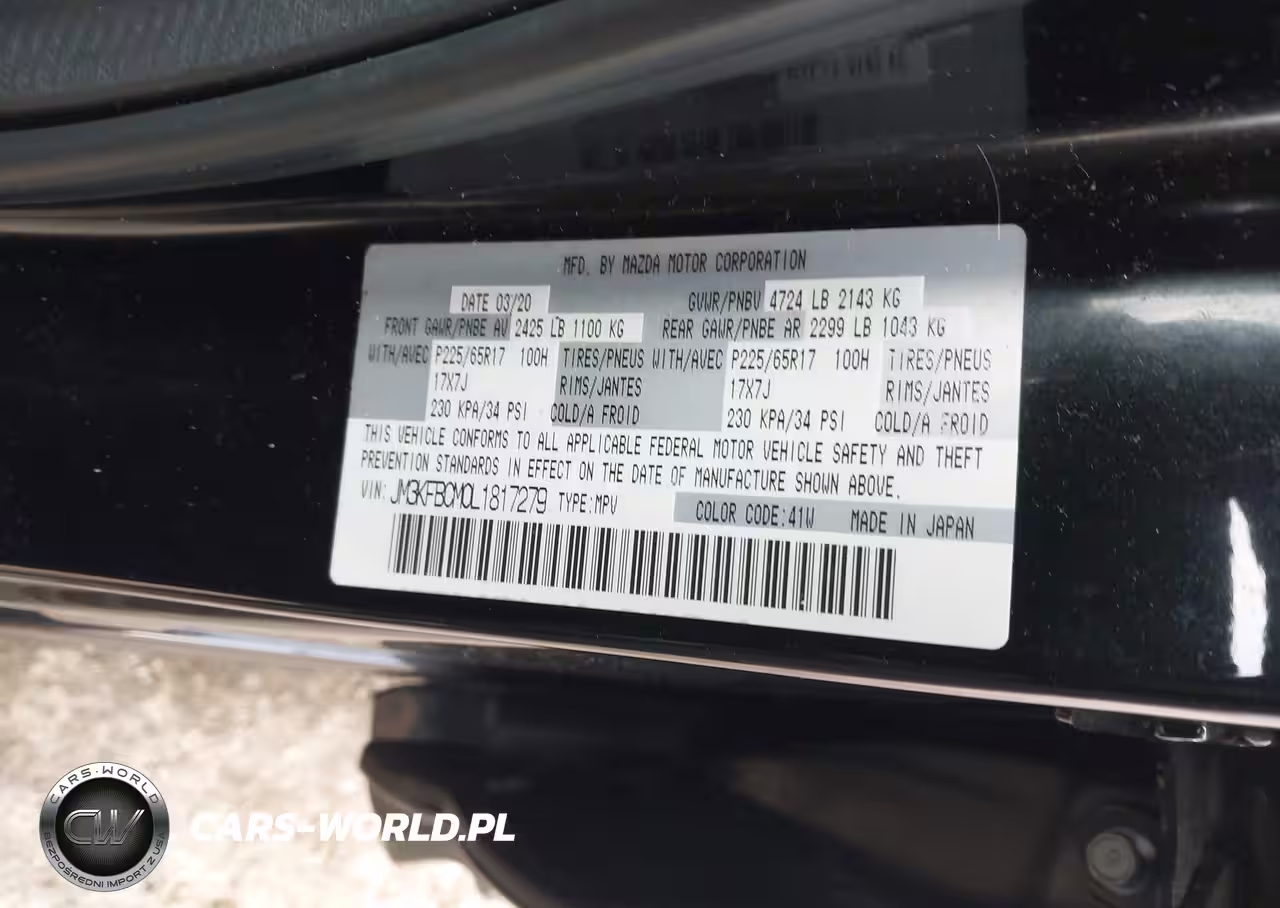 MFD. BY MAZDA MOTOR CORPORATION
DATE 03/20 GVWR/PNBV 4724 LB 2143 KG
FRONT GAWR/PNBE AV 2425 LB 1100 KG REAR GAWR/PNBE AR 2299 LB 1043 KG
WITH/AVEC P225/65R17 100H TIRES/PNEUS WITH/AVEC P225/65R17 100H TIRES/PNEUS
17X7J RIMS/JANTES 17X7J RIMS/JANTES
230 KPA/34 PSI COLD/A FROID 230 KPA/34 PSI COLD/A FROID
THIS VEHICLE CONFORMS TO ALL APPLICABLE FEDERAL MOTOR VEHICLE SAFETY AND THEFT
PREVENTION STANDARDS IN EFFECT ON THE DATE OF MANUFACTURE SHOWN ABOVE.
VIN: JM3KFBCM0L1817279 TYPE:MPV COLOR CODE:41W MADE IN JAPAN
CARS-WORLD
CW
BEZPOŚREDNI IMPORT Z USA
CARS-WORLD.PL